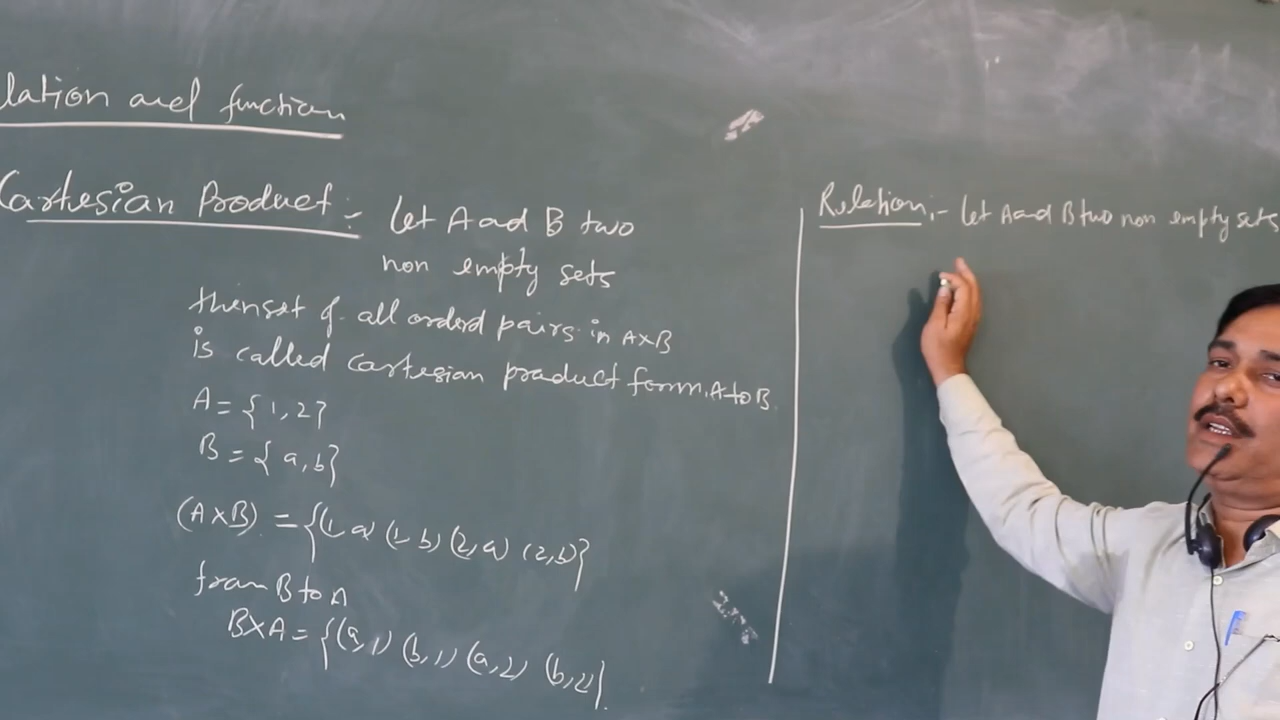 lation and function
Cartesian Product :- let A and B two
non empty sets
then set of all orderd pairs in A×B
is called cartesian product form A to B
A = {1, 2}
B = {a, b}
(A×B) = {(1, a) (1, b) (2, a) (2, b)}
from B to A
B×A = {(a, 1) (b, 1) (a, 2) (b, 2)}
Relation :- let A and B two non empty sets